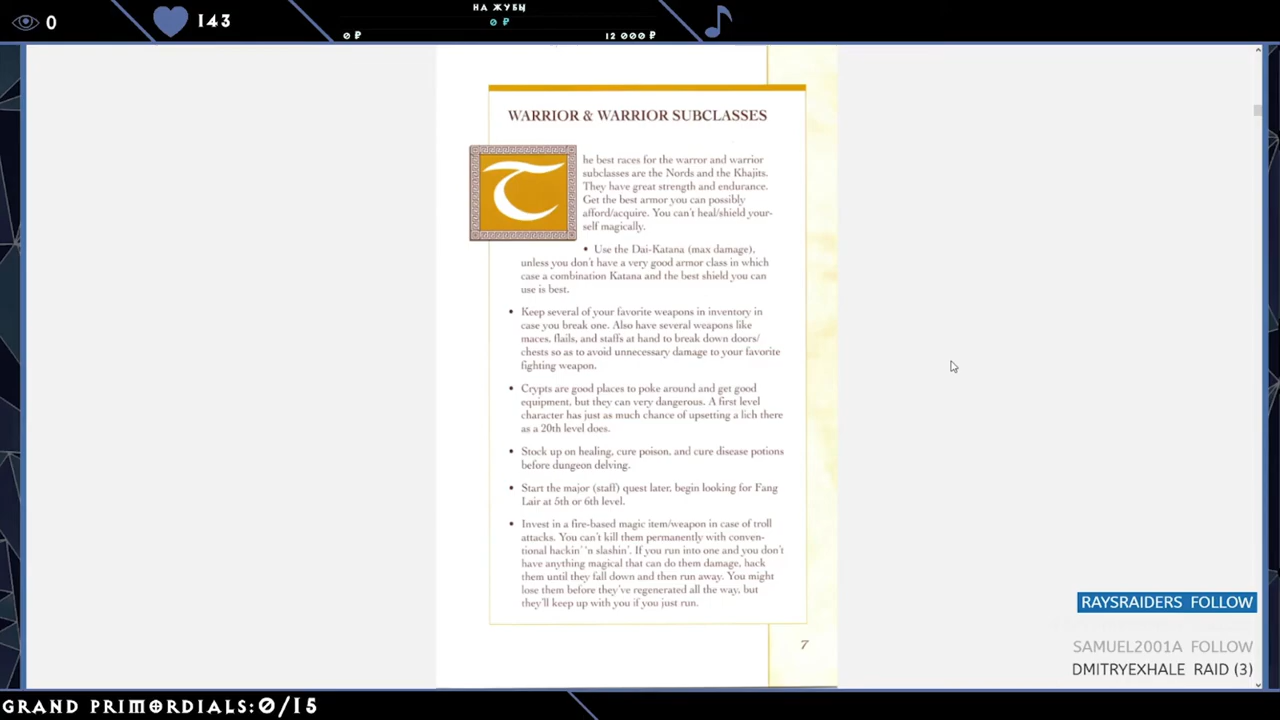 0
143
НА ЖУБЫ
0 ₽
0 ₽
12 000 ₽
WARRIOR & WARRIOR SUBCLASSES
he best races for the warror and warrior
subclasses are the Nords and the Khajits.
They have great strength and endurance.
Get the best armor you can possibly
afford/acquire. You can't heal/shield your-
self magically.
• Use the Dai-Katana (max damage),
unless you don't have a very good armor class in which
case a combination Katana and the best shield you can
use is best.
• Keep several of your favorite weapons in inventory in
case you break one. Also have several weapons like
maces, flails, and staffs at hand to break down doors/
chests so as to avoid unnecessary damage to your favorite
fighting weapon.
• Crypts are good places to poke around and get good
equipment, but they can very dangerous. A first level
character has just as much chance of upsetting a lich there
as a 20th level does.
• Stock up on healing, cure poison, and cure disease potions
before dungeon delving.
• Start the major (staff) quest later, begin looking for Fang
Lair at 5th or 6th level.
• Invest in a fire-based magic item/weapon in case of troll
attacks. You can't kill them permanently with conven-
tional hackin' 'n slashin'. If you run into one and you don't
have anything magical that can do them damage, hack
them until they fall down and then run away. You might
lose them before they've regenerated all the way, but
they'll keep up with you if you just run.
7
RAYSRAIDERS FOLLOW
SAMUEL2001A FOLLOW
DMITRYEXHALE RAID (3)
GRAND PRIMORDIALS:0/15